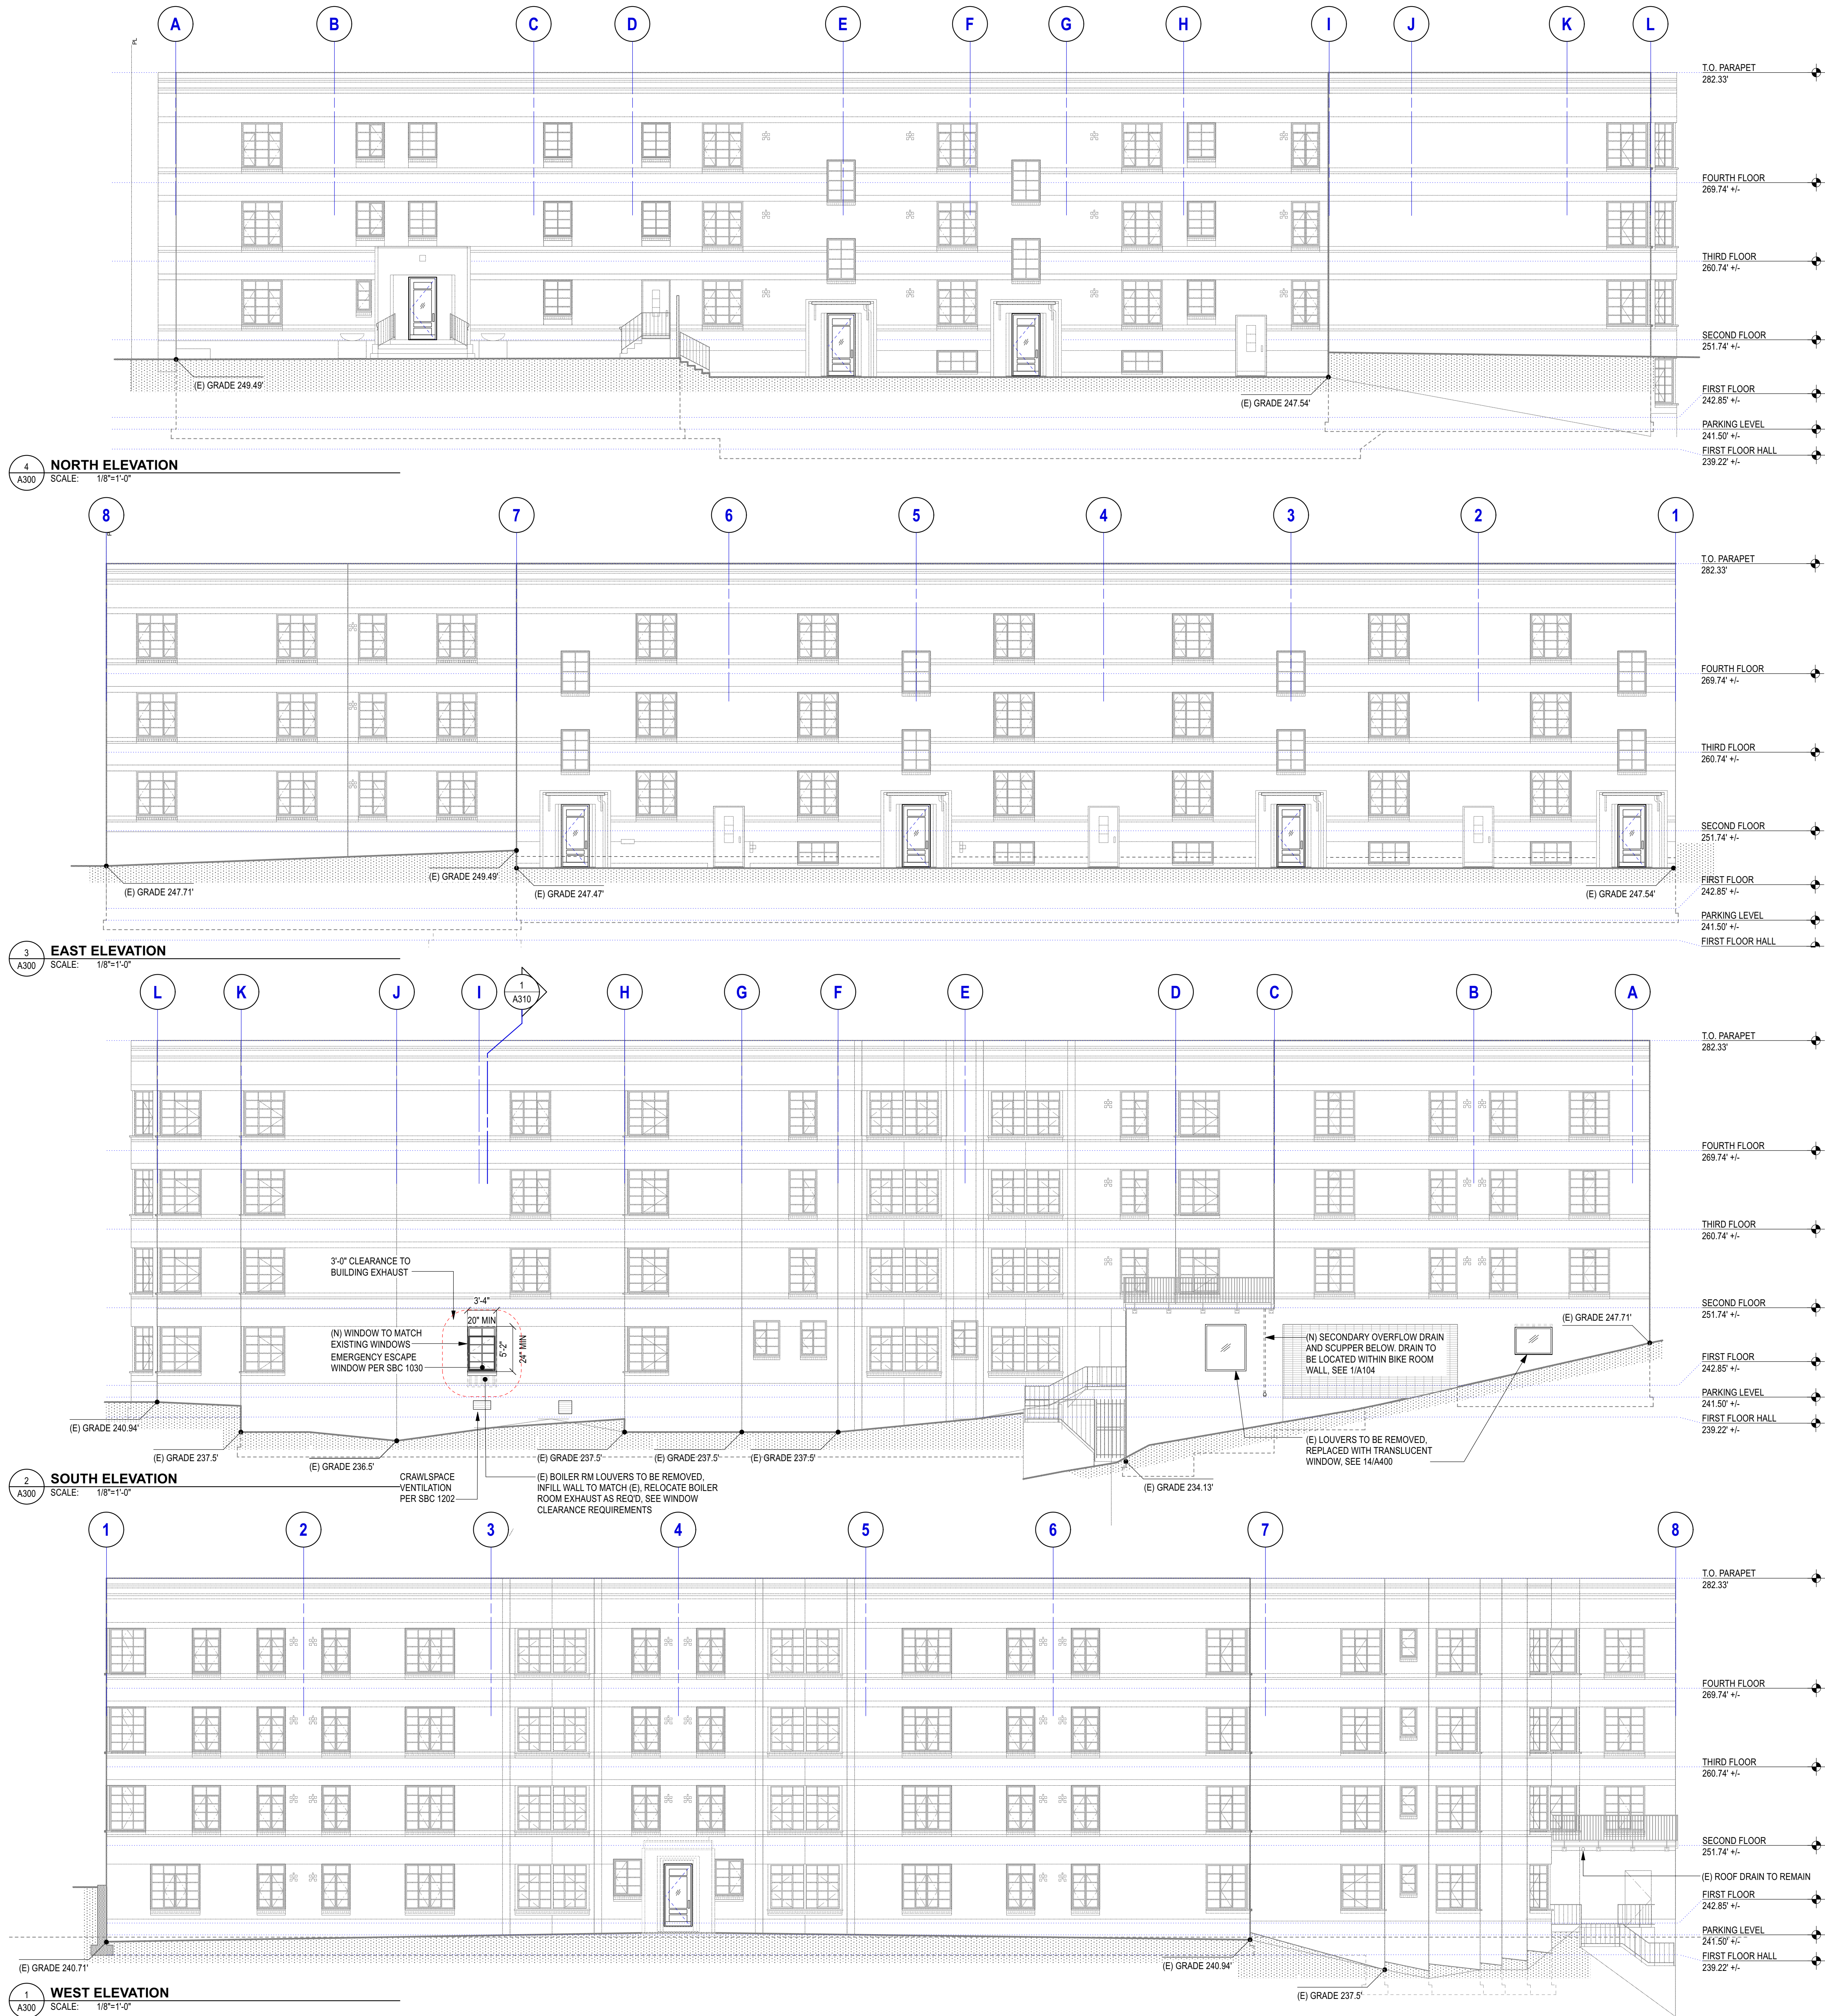 A B C D E F G H I J K L
PL
T.O. PARAPET
282.33'
FOURTH FLOOR
269.74' +/-
THIRD FLOOR
260.74' +/-
SECOND FLOOR
251.74' +/-
FIRST FLOOR
242.85' +/-
PARKING LEVEL
241.50' +/-
FIRST FLOOR HALL
239.22' +/-
(E) GRADE 249.49'
(E) GRADE 247.54'
4
A300
NORTH ELEVATION
SCALE: 1/8"=1'-0"
8 7 6 5 4 3 2 1
T.O. PARAPET
282.33'
FOURTH FLOOR
269.74' +/-
THIRD FLOOR
260.74' +/-
SECOND FLOOR
251.74' +/-
FIRST FLOOR
242.85' +/-
PARKING LEVEL
241.50' +/-
FIRST FLOOR HALL
(E) GRADE 247.71'
(E) GRADE 249.49'
(E) GRADE 247.47'
(E) GRADE 247.54'
3
A300
EAST ELEVATION
SCALE: 1/8"=1'-0"
L K J I H G F E D C B A
1
A310
T.O. PARAPET
282.33'
FOURTH FLOOR
269.74' +/-
THIRD FLOOR
260.74' +/-
SECOND FLOOR
251.74' +/-
FIRST FLOOR
242.85' +/-
PARKING LEVEL
241.50' +/-
FIRST FLOOR HALL
239.22' +/-
3'-0" CLEARANCE TO
BUILDING EXHAUST
3'-4"
20" MIN
5'-2"
24" MIN
(N) WINDOW TO MATCH
EXISTING WINDOWS
EMERGENCY ESCAPE
WINDOW PER SBC 1030
(E) GRADE 247.71'
(N) SECONDARY OVERFLOW DRAIN
AND SCUPPER BELOW. DRAIN TO
BE LOCATED WITHIN BIKE ROOM
WALL, SEE 1/A104
(E) LOUVERS TO BE REMOVED,
REPLACED WITH TRANSLUCENT
WINDOW, SEE 14/A400
(E) GRADE 240.94'
(E) GRADE 237.5'
(E) GRADE 236.5'
(E) GRADE 237.5'
(E) GRADE 237.5'
(E) GRADE 237.5'
(E) GRADE 234.13'
CRAWLSPACE
VENTILATION
PER SBC 1202
(E) BOILER RM LOUVERS TO BE REMOVED,
INFILL WALL TO MATCH (E), RELOCATE BOILER
ROOM EXHAUST AS REQ'D, SEE WINDOW
CLEARANCE REQUIREMENTS
2
A300
SOUTH ELEVATION
SCALE: 1/8"=1'-0"
1 2 3 4 5 6 7 8
T.O. PARAPET
282.33'
FOURTH FLOOR
269.74' +/-
THIRD FLOOR
260.74' +/-
SECOND FLOOR
251.74' +/-
(E) ROOF DRAIN TO REMAIN
FIRST FLOOR
242.85' +/-
PARKING LEVEL
241.50' +/-
FIRST FLOOR HALL
239.22' +/-
(E) GRADE 240.71'
(E) GRADE 240.94'
(E) GRADE 237.5'
1
A300
WEST ELEVATION
SCALE: 1/8"=1'-0"